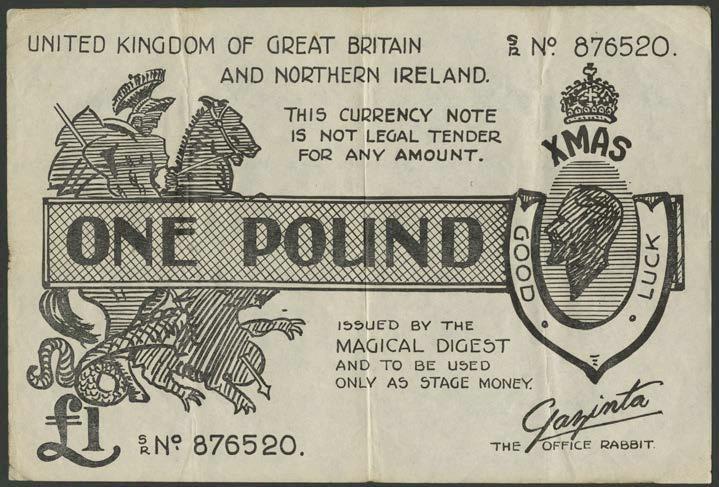 UNITED KINGDOM OF GREAT BRITAIN
AND NORTHERN IRELAND.
S/R No. 876520.
THIS CURRENCY NOTE
IS NOT LEGAL TENDER
FOR ANY AMOUNT.
XMAS
ONE POUND
GOOD LUCK
ISSUED BY THE
MAGICAL DIGEST
AND TO BE USED
ONLY AS STAGE MONEY.
£1
S/R No. 876520.
Gazinta
THE OFFICE RABBIT.